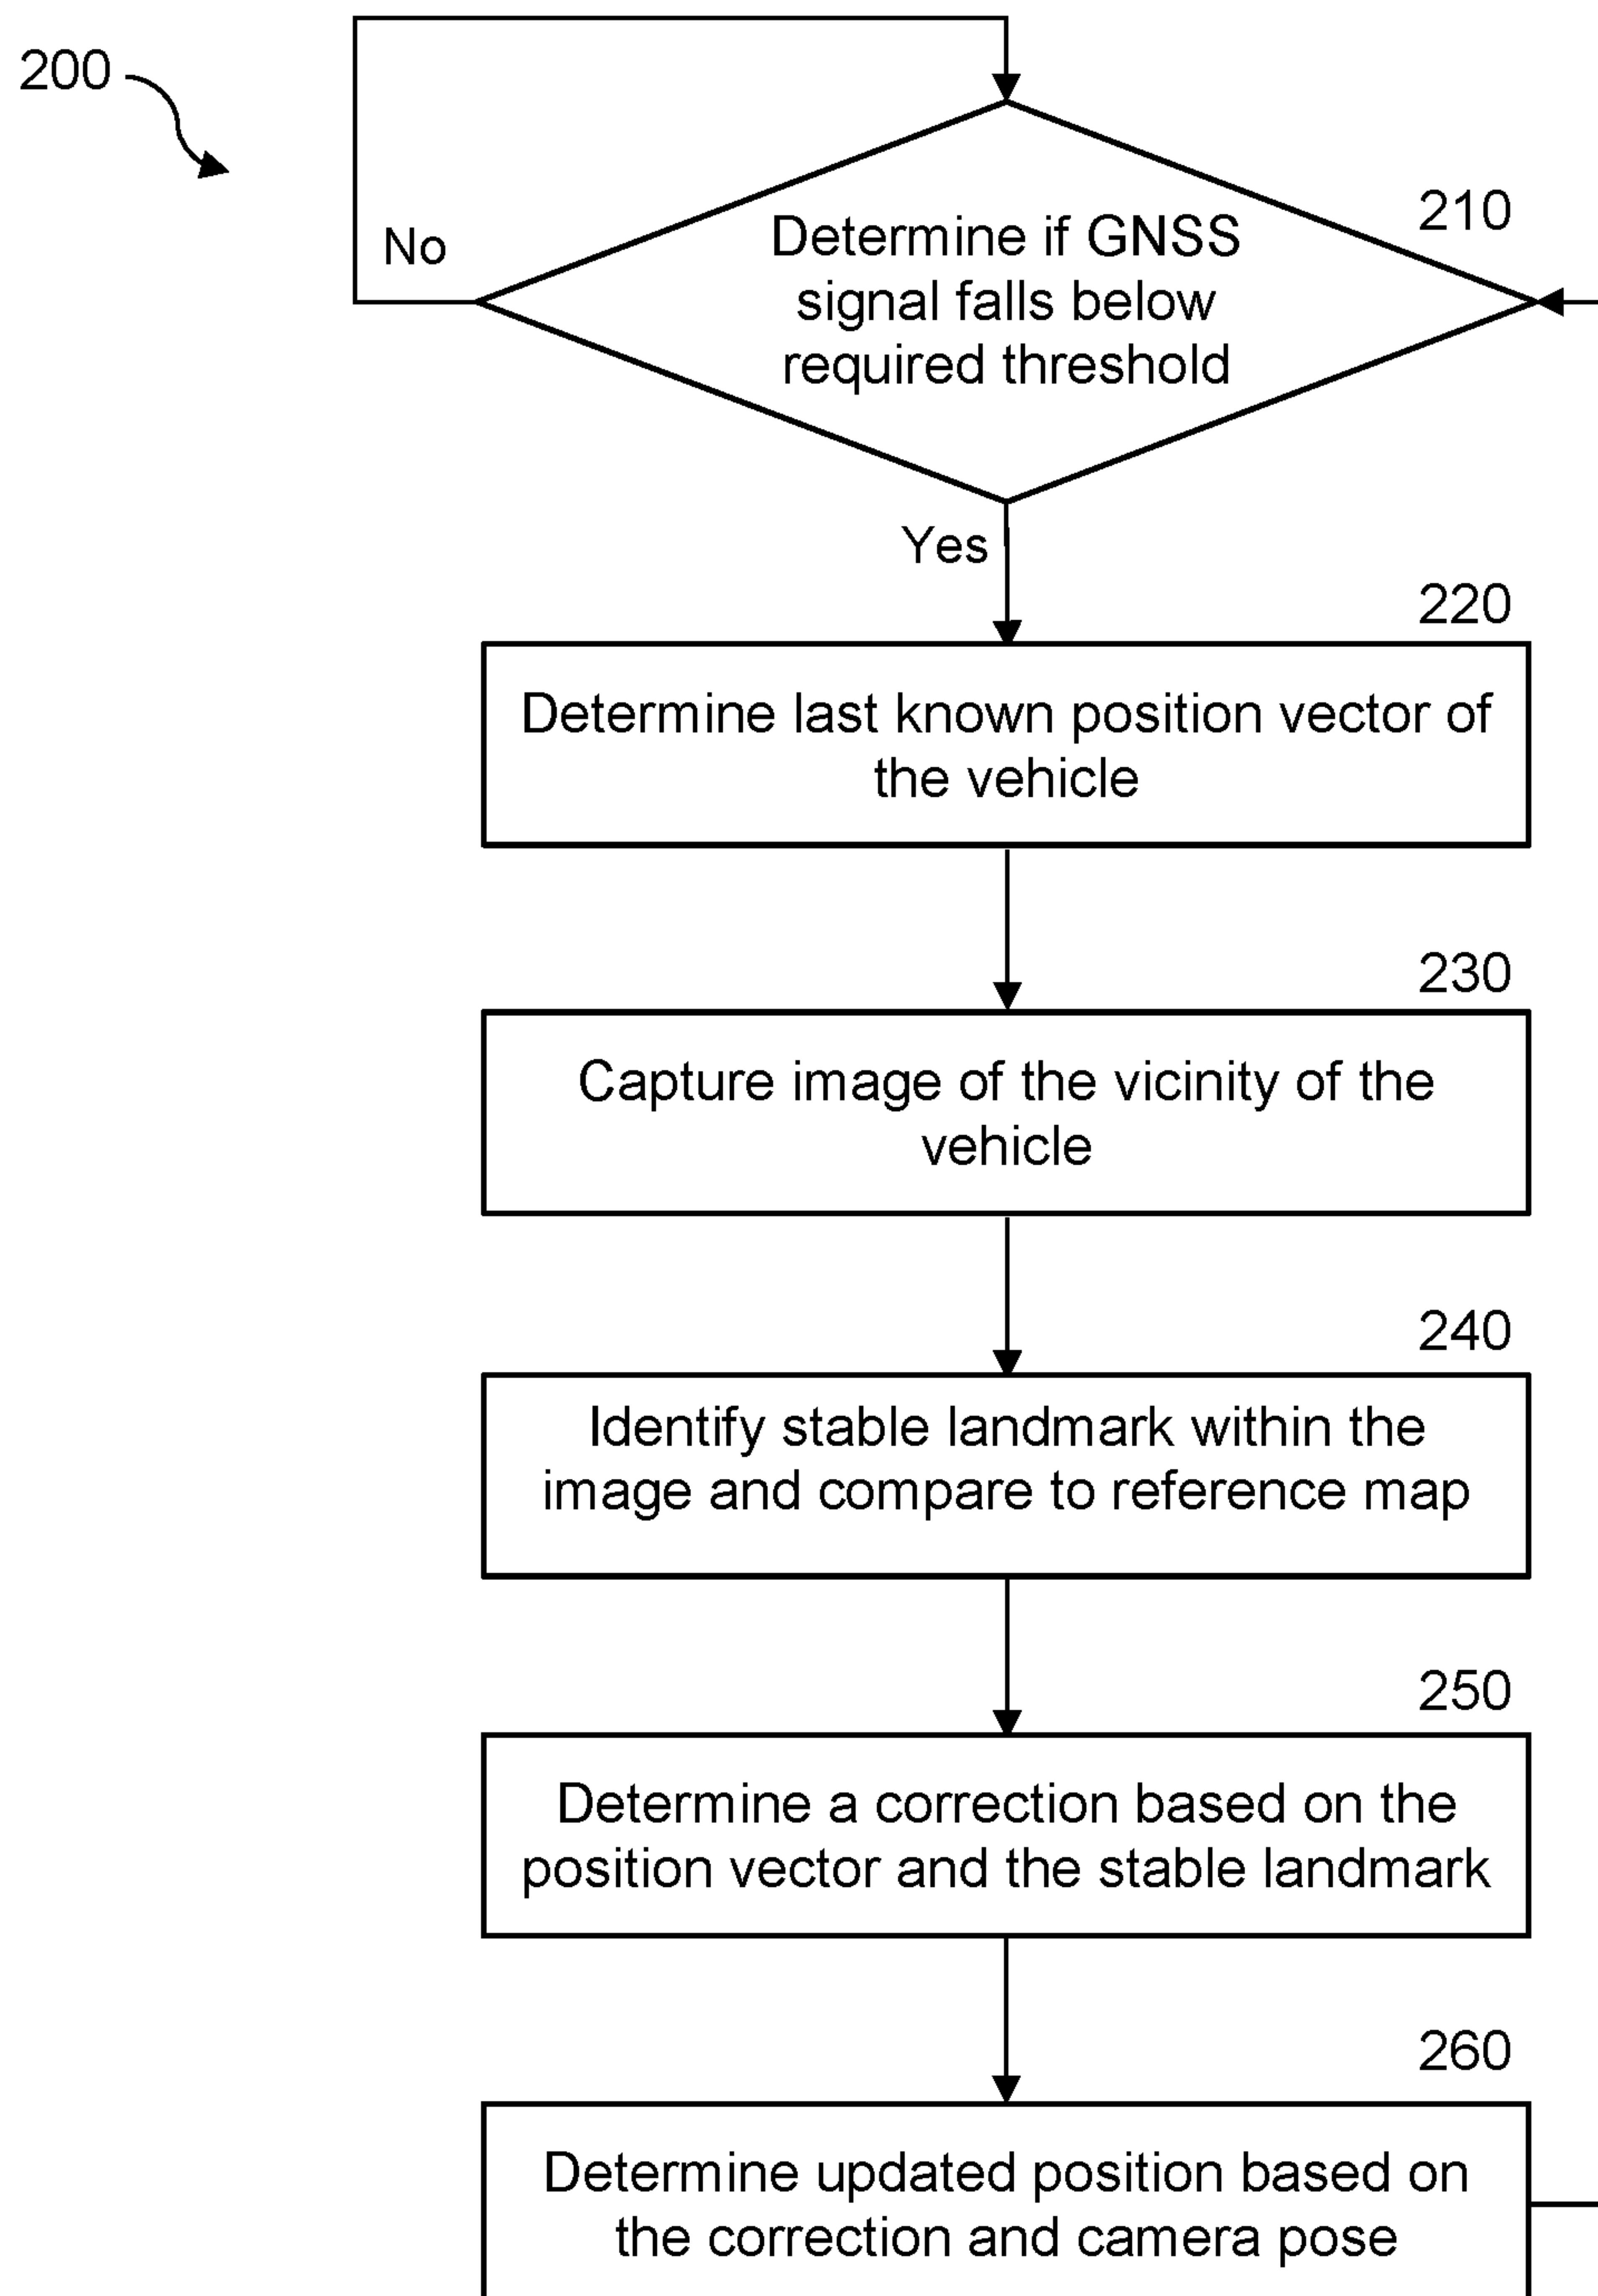 200
No
210
Determine if GNSS
signal falls below
required threshold
Yes
220
Determine last known position vector of
the vehicle
230
Capture image of the vicinity of the
vehicle
240
Identify stable landmark within the
image and compare to reference map
250
Determine a correction based on the
position vector and the stable landmark
260
Determine updated position based on
the correction and camera pose